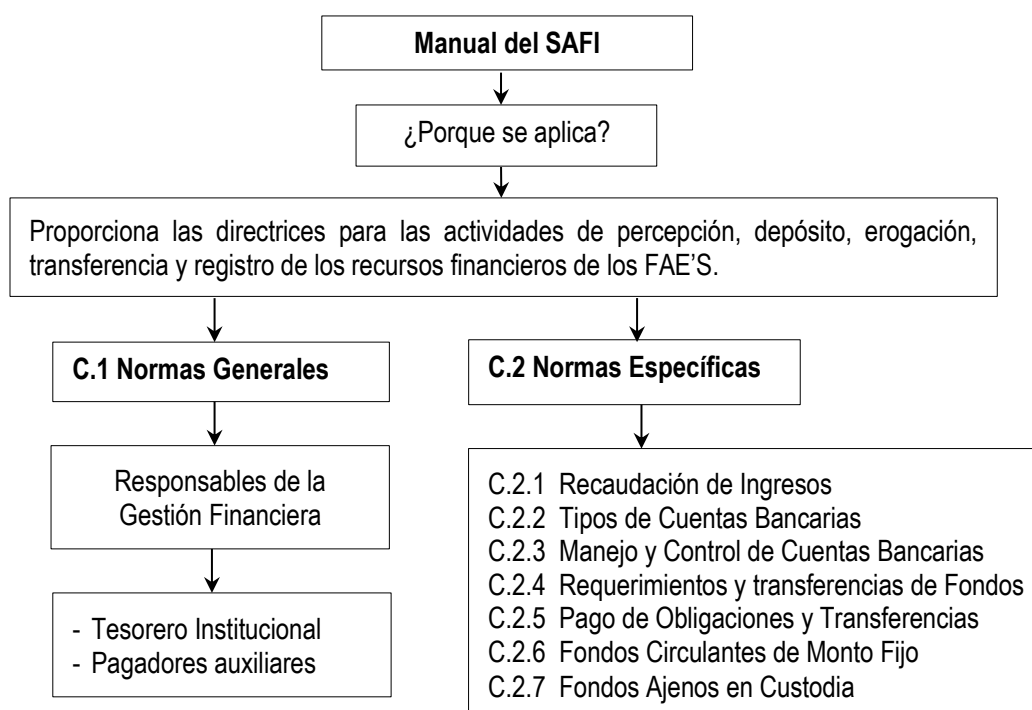 Manual del SAFI
¿Porque se aplica?
Proporciona las directrices para las actividades de percepción, depósito, erogación,
transferencia y registro de los recursos financieros de los FAE’S.
C.1 Normas Generales
C.2 Normas Específicas
Responsables de la
Gestión Financiera
- Tesorero Institucional
- Pagadores auxiliares
C.2.1 Recaudación de Ingresos
C.2.2 Tipos de Cuentas Bancarias
C.2.3 Manejo y Control de Cuentas Bancarias
C.2.4 Requerimientos y transferencias de Fondos
C.2.5 Pago de Obligaciones y Transferencias
C.2.6 Fondos Circulantes de Monto Fijo
C.2.7 Fondos Ajenos en Custodia